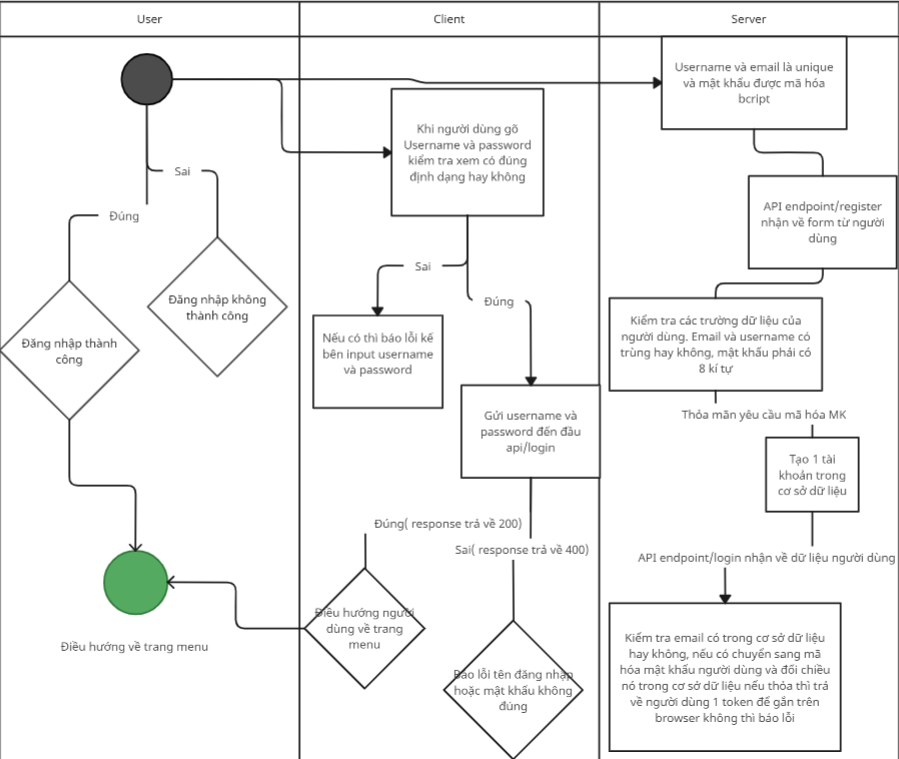 User
Client
Server
Sai
Đúng
Đăng nhập không
thành công
Đăng nhập thành
công
Điều hướng về trang menu
Khi người dùng gõ
Username và password
kiểm tra xem có đúng
định dạng hay không
Sai
Đúng
Nếu có thì báo lỗi kế
bên input username
và password
Gửi username và
password đến đầu
api/login
Đúng( response trả về 200)
Sai( response trả về 400)
Điều hướng người
dùng về trang
menu
Báo lỗi tên đăng nhập
hoặc mật khẩu không
đúng
Username và email là unique
và mật khẩu được mã hóa
bcript
API endpoint/register
nhận về form từ người
dùng
Kiểm tra các trường dữ liệu của
người dùng. Email và username có
trùng hay không, mật khẩu phải có
8 kí tự
Thỏa mãn yêu cầu mã hóa MK
Tạo 1 tài
khoản trong
cơ sở dữ liệu
API endpoint/login nhận về dữ liệu người dùng
Kiểm tra email có trong cơ sở dữ liệu
hay không, nếu có chuyển sang mã
hóa mật khẩu người dùng và đối chiếu
nó trong cơ sở dữ liệu nếu thỏa thì trả
về người dùng 1 token để gắn trên
browser không thì báo lỗi